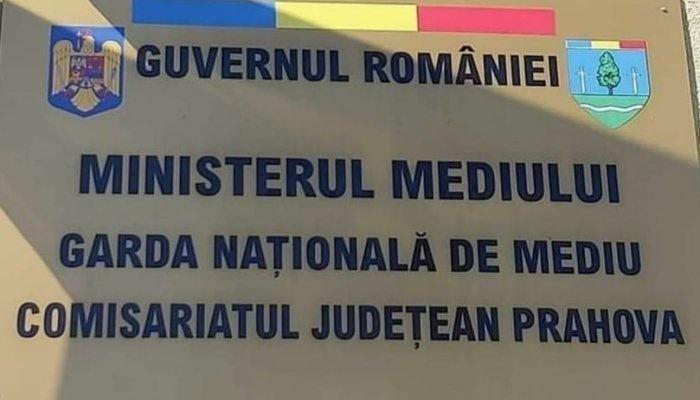 GUVERNUL ROMÂNIEI
MINISTERUL MEDIULUI
GARDA NAȚIONALĂ DE MEDIU
COMISARIATUL JUDEȚEAN PRAHOVA